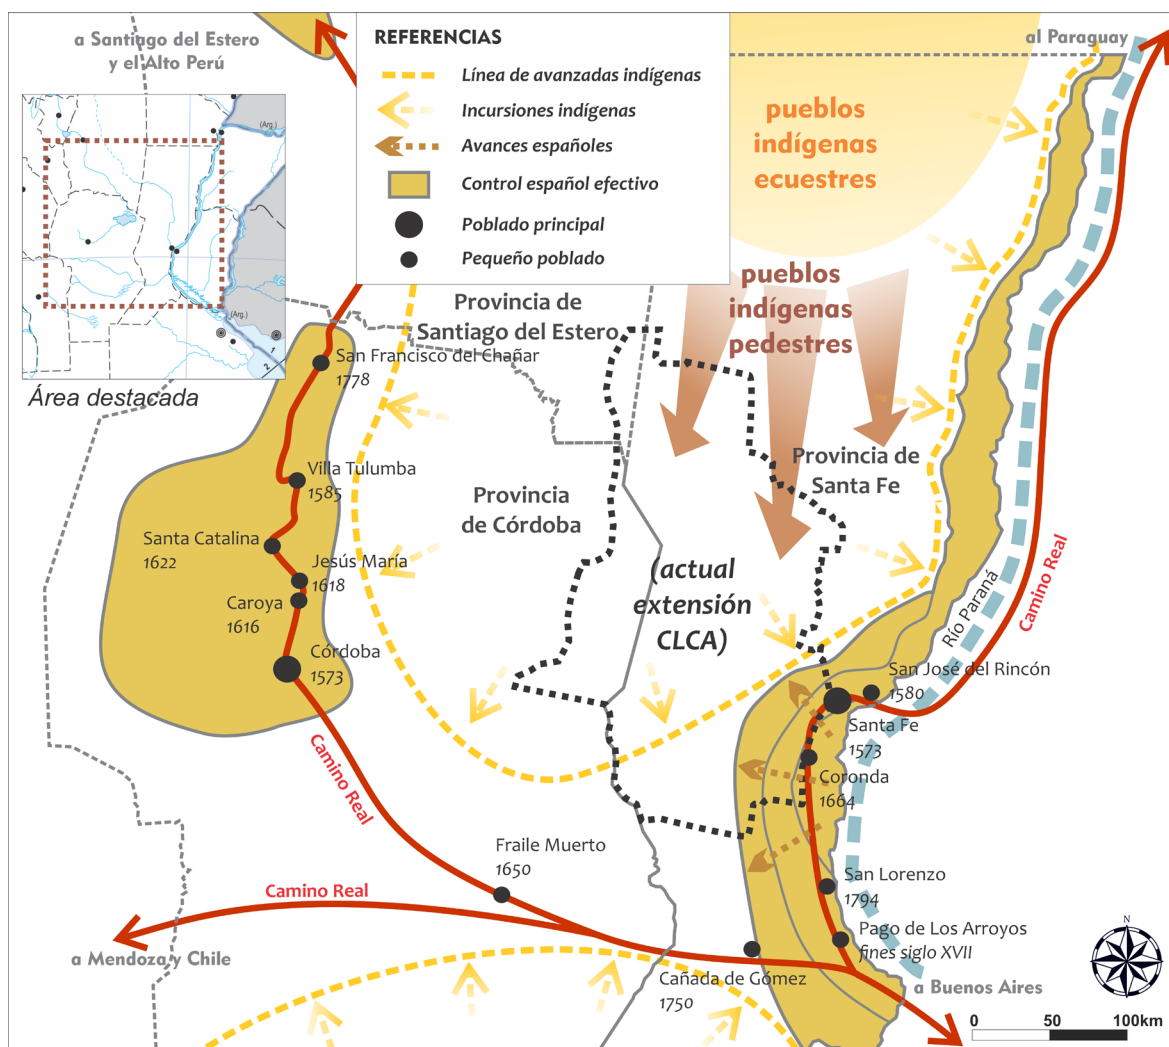 a Santiago del Estero
y el Alto Perú
REFERENCIAS
Línea de avanzadas indígenas
Incursiones indígenas
Avances españoles
Control español efectivo
Poblado principal
Pequeño poblado
al Paraguay
pueblos
indígenas
ecuestres
(Arg.)
(Arg.)
1
2
Área destacada
pueblos
indígenas
pedestres
Provincia de
Santiago del Estero
San Francisco del Chañar
1778
Villa Tulumba
1585
Provincia
de Córdoba
Provincia de
Santa Fe
Santa Catalina
1622
Jesús María
1618
Caroya
1616
(actual
extensión
CLCA)
Córdoba
1573
Río Paraná
Camino Real
San José del Rincón
1580
Santa Fe
1573
Coronda
1664
Camino Real
Fraile Muerto
1650
San Lorenzo
1794
Camino Real
Pago de Los Arroyos
fines siglo XVII
a Mendoza y Chile
Cañada de Gómez
1750
a Buenos Aires
N
0 50 100km